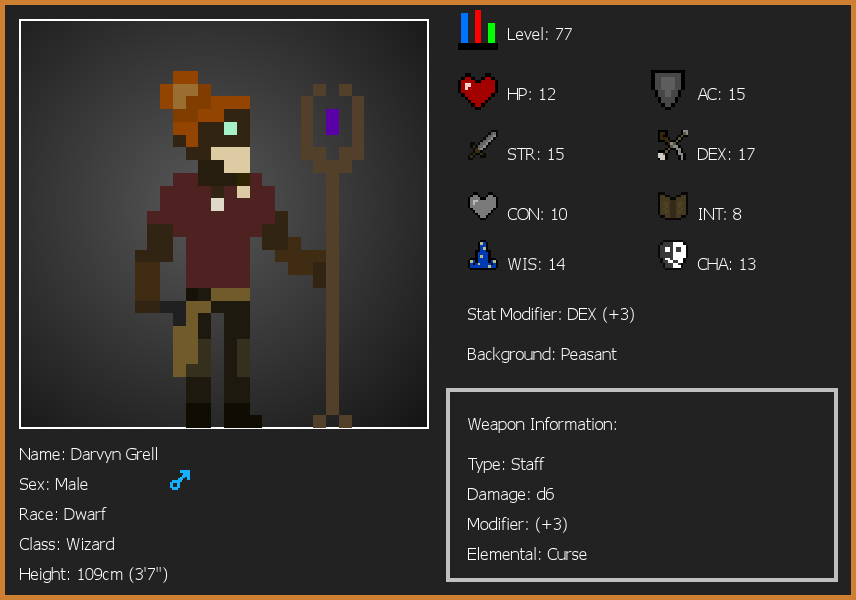 Level: 77
HP: 12
AC: 15
STR: 15
DEX: 17
CON: 10
INT: 8
WIS: 14
CHA: 13
Stat Modifier: DEX (+3)
Background: Peasant
Weapon Information:
Type: Staff
Damage: d6
Modifier: (+3)
Elemental: Curse
Name: Darvyn Grell
Sex: Male
Race: Dwarf
Class: Wizard
Height: 109cm (3'7")